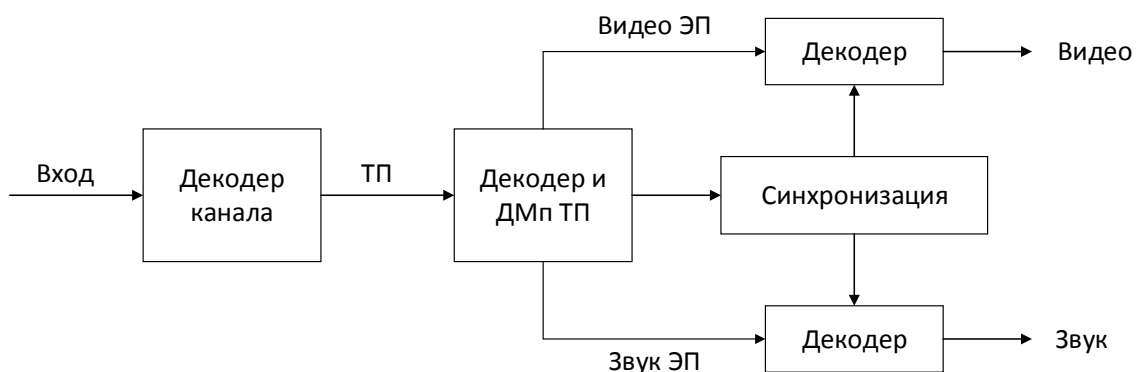 Видео ЭП
Декодер
Видео
Вход
Декодер
канала
ТП
Декодер и
ДМп ТП
Синхронизация
Звук ЭП
Декодер
Звук